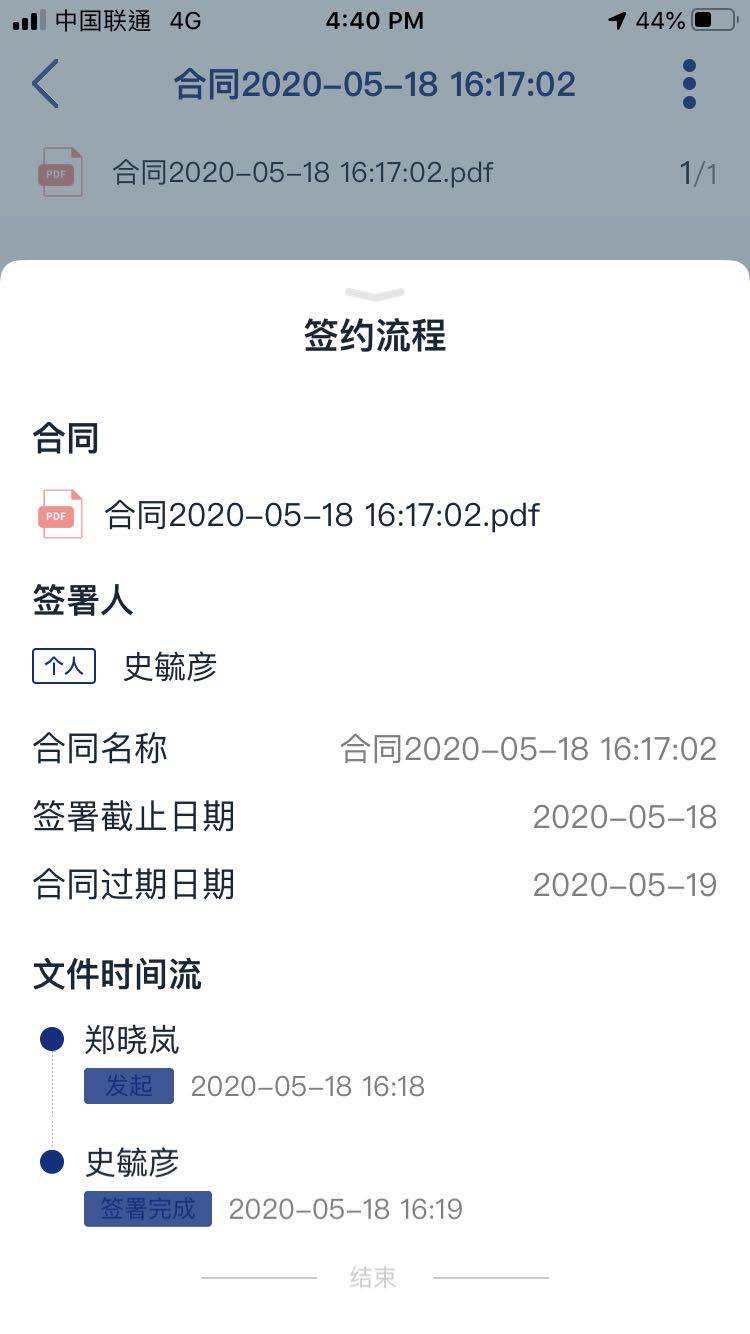 中国联通 4G 4:40 PM 44%
合同2020-05-18 16:17:02
PDF 合同2020-05-18 16:17:02.pdf 1/1
签约流程
合同
PDF 合同2020-05-18 16:17:02.pdf
签署人
个人 史毓彦
合同名称 合同2020-05-18 16:17:02
签署截止日期 2020-05-18
合同过期日期 2020-05-19
文件时间流
郑晓岚
发起 2020-05-18 16:18
史毓彦
签署完成 2020-05-18 16:19
结束